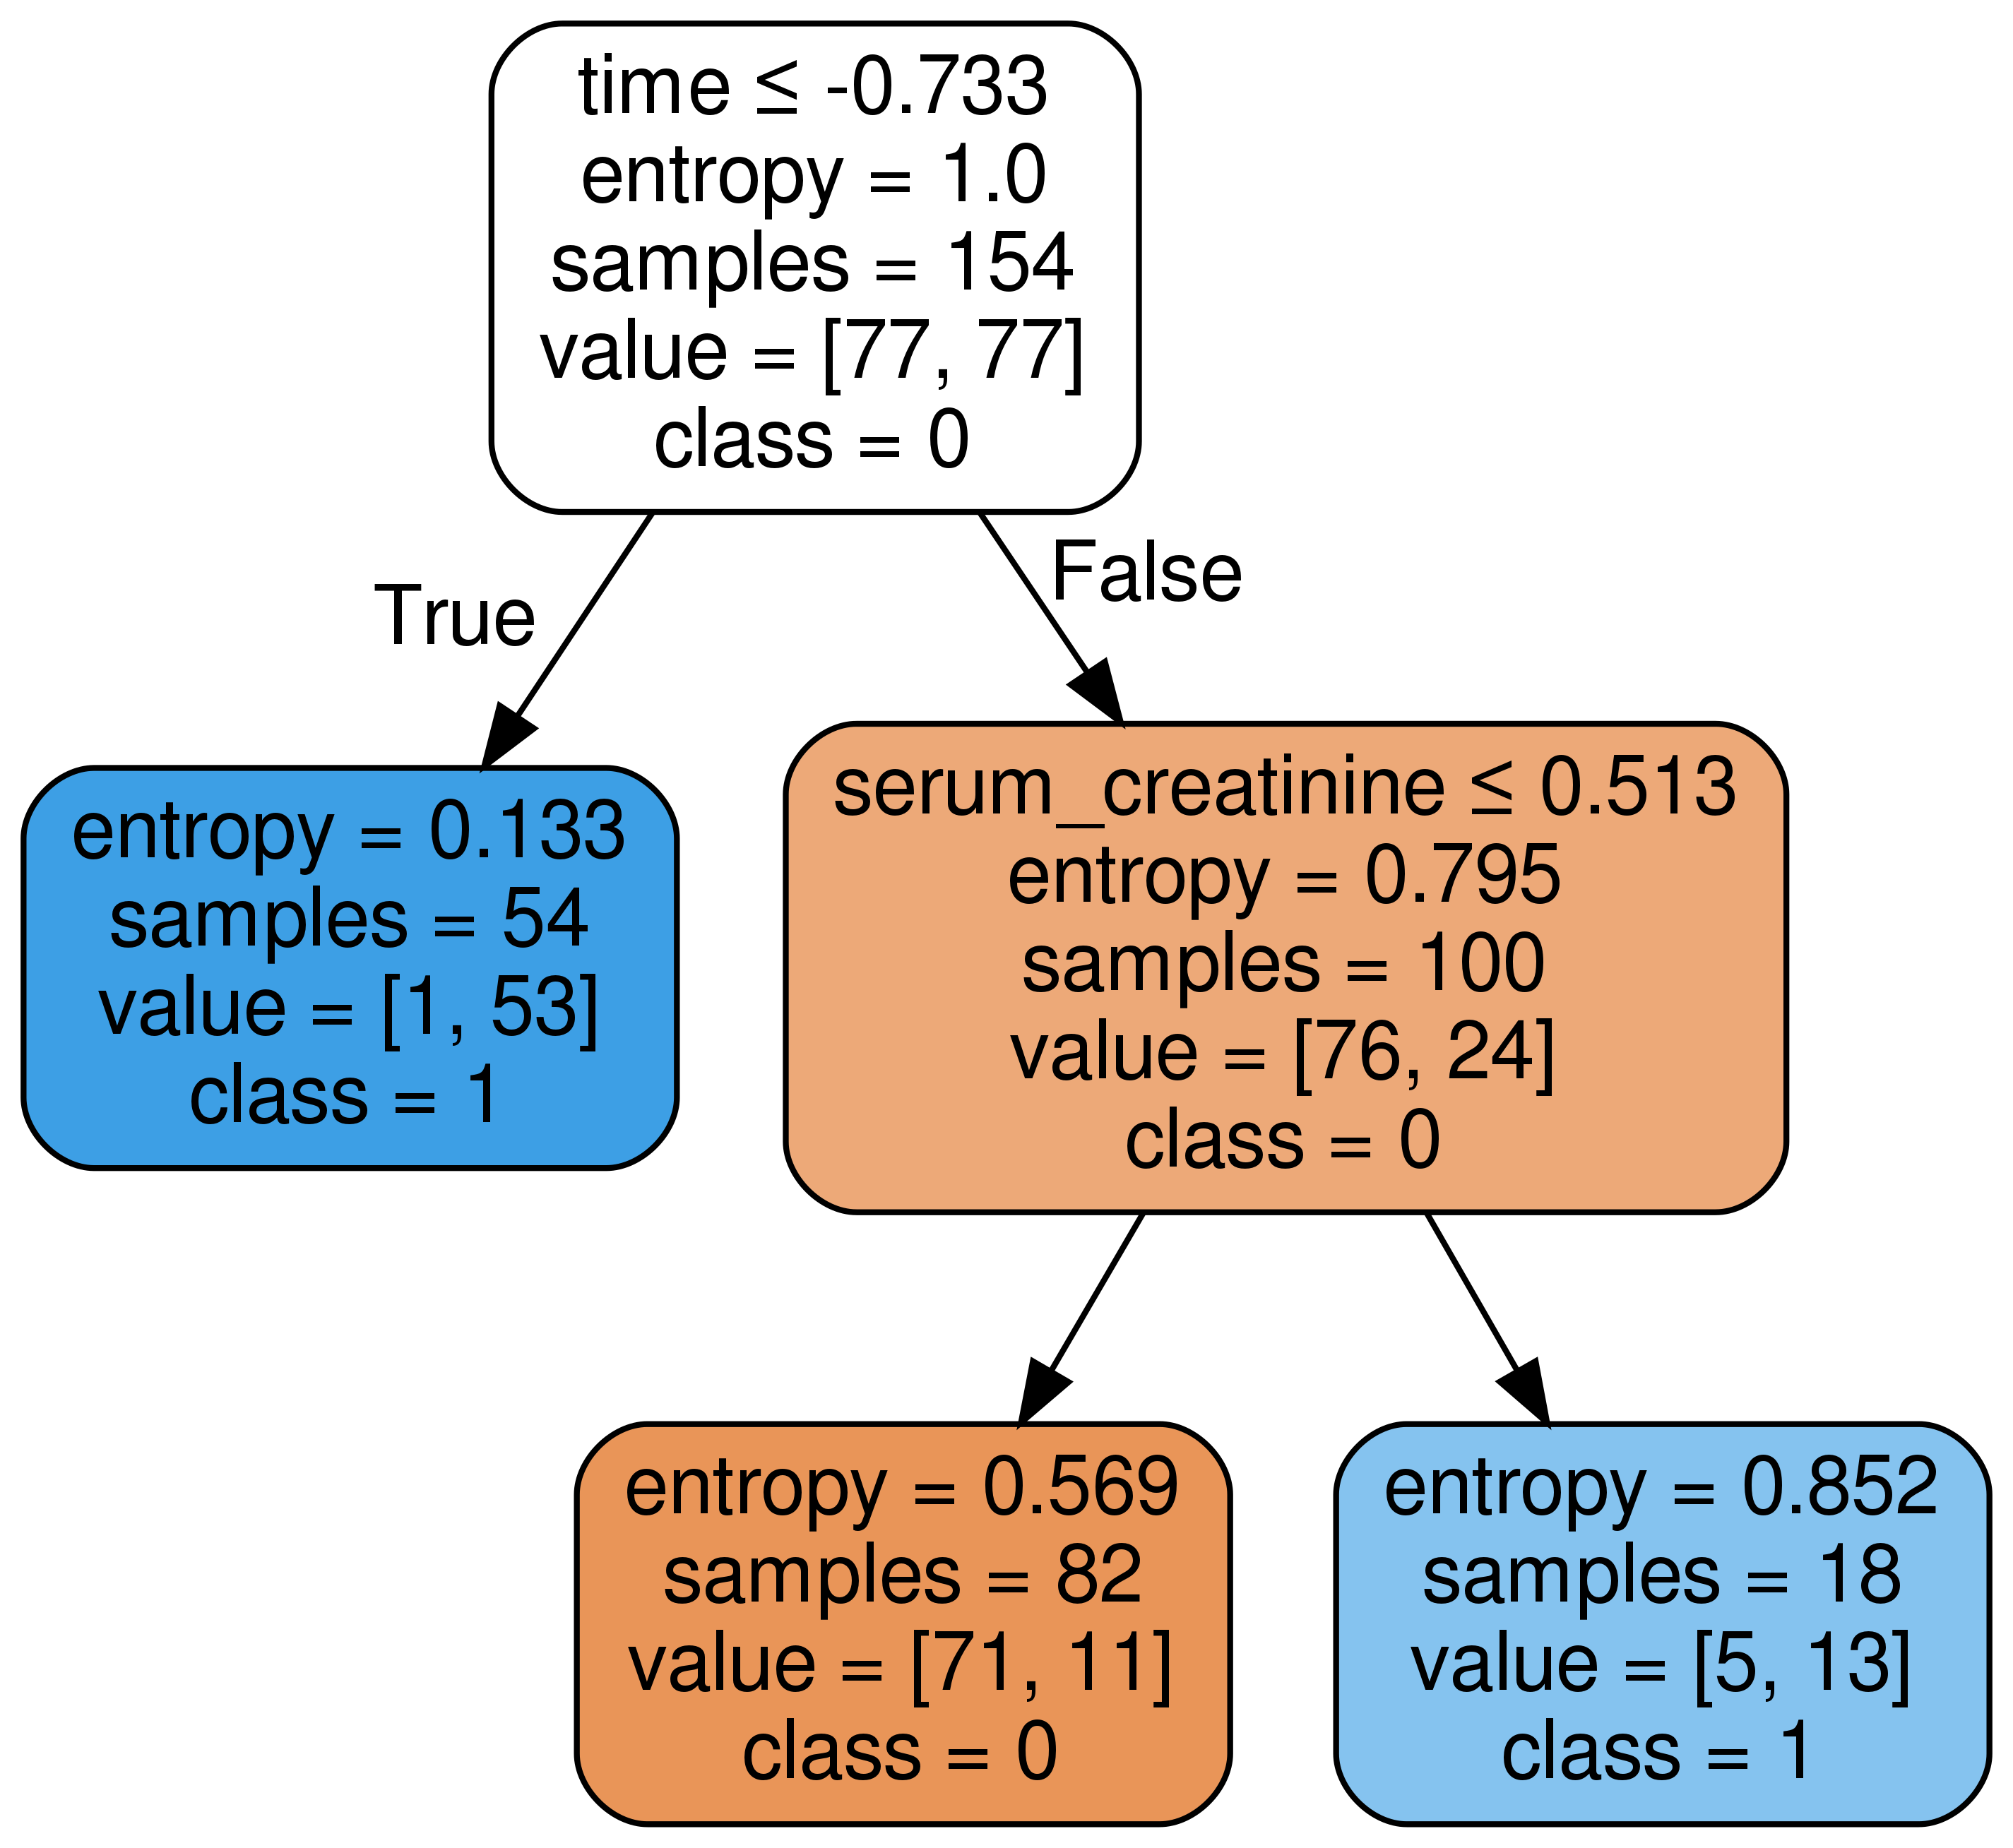 time ≤ -0.733
entropy = 1.0
samples = 154
value = [77, 77]
class = 0
True
False
entropy = 0.133
samples = 54
value = [1, 53]
class = 1
serum_creatinine ≤ 0.513
entropy = 0.795
samples = 100
value = [76, 24]
class = 0
entropy = 0.569
samples = 82
value = [71, 11]
class = 0
entropy = 0.852
samples = 18
value = [5, 13]
class = 1